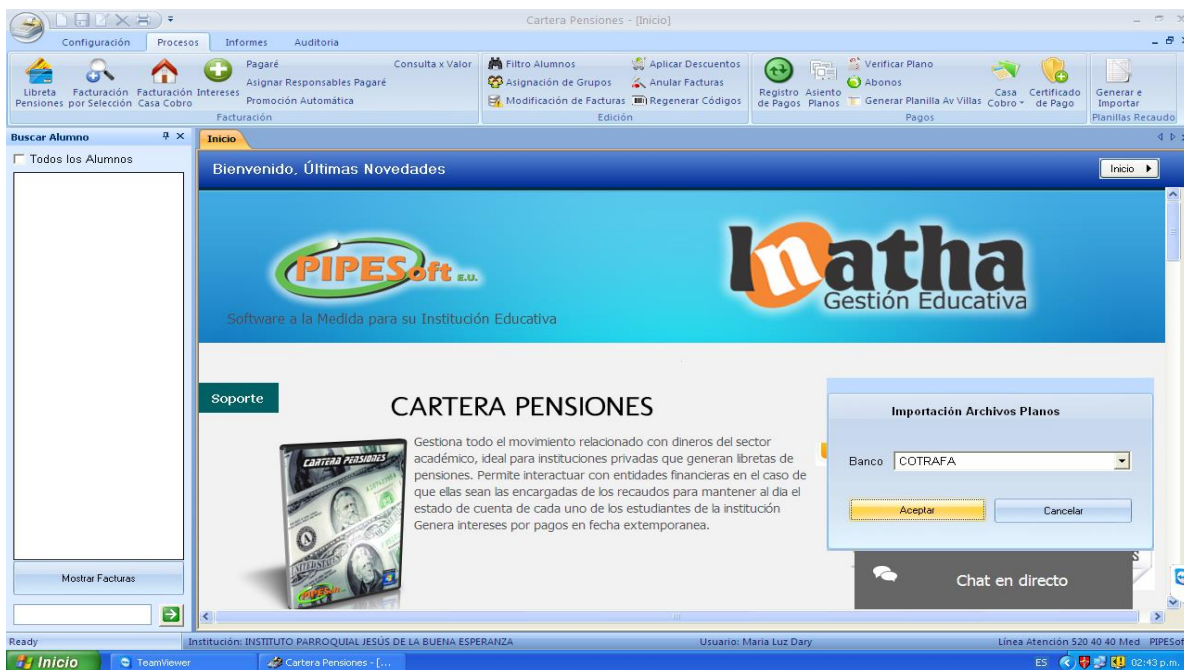 Cartera Pensiones - [Inicio]
Configuración Procesos Informes Auditoria
Libreta Pensiones
Facturación por Selección
Facturación Casa Cobro
Intereses
Pagaré
Asignar Responsables Pagaré
Promoción Automática
Consulta x Valor
Facturación
Filtro Alumnos
Asignación de Grupos
Modificación de Facturas
Aplicar Descuentos
Anular Facturas
Regenerar Códigos
Edición
Registro de Pagos
Asiento Planos
Verificar Plano
Abonos
Generar Planilla Av Villas
Casa Cobro
Certificado de Pago
Pagos
Generar e Importar
Planillas Recaudo
Buscar Alumno
Todos los Alumnos
Mostrar Facturas
Inicio
Bienvenido, Últimas Novedades
Inicio
PIPESoft E.U.
Software a la Medida para su Institución Educativa
Inatha
Gestión Educativa
Soporte
CARTERA PENSIONES
CARTERA PENSIONES
PIPESoft
Gestiona todo el movimiento relacionado con dineros del sector
académico, ideal para instituciones privadas que generan libretas de
pensiones. Permite interactuar con entidades financieras en el caso de
que ellas sean las encargadas de los recaudos para mantener al dia el
estado de cuenta de cada uno de los estudiantes de la institución
Genera intereses por pagos en fecha extemporanea.
Importación Archivos Planos
Banco COTRAFA
Aceptar Cancelar
Chat en directo
Ready
Institución: INSTITUTO PARROQUIAL JESÚS DE LA BUENA ESPERANZA
Usuario: Maria Luz Dary
Línea Atención 520 40 40 Med PIPESof
Inicio
TeamViewer
Cartera Pensiones - [...
ES 02:43 p.m.